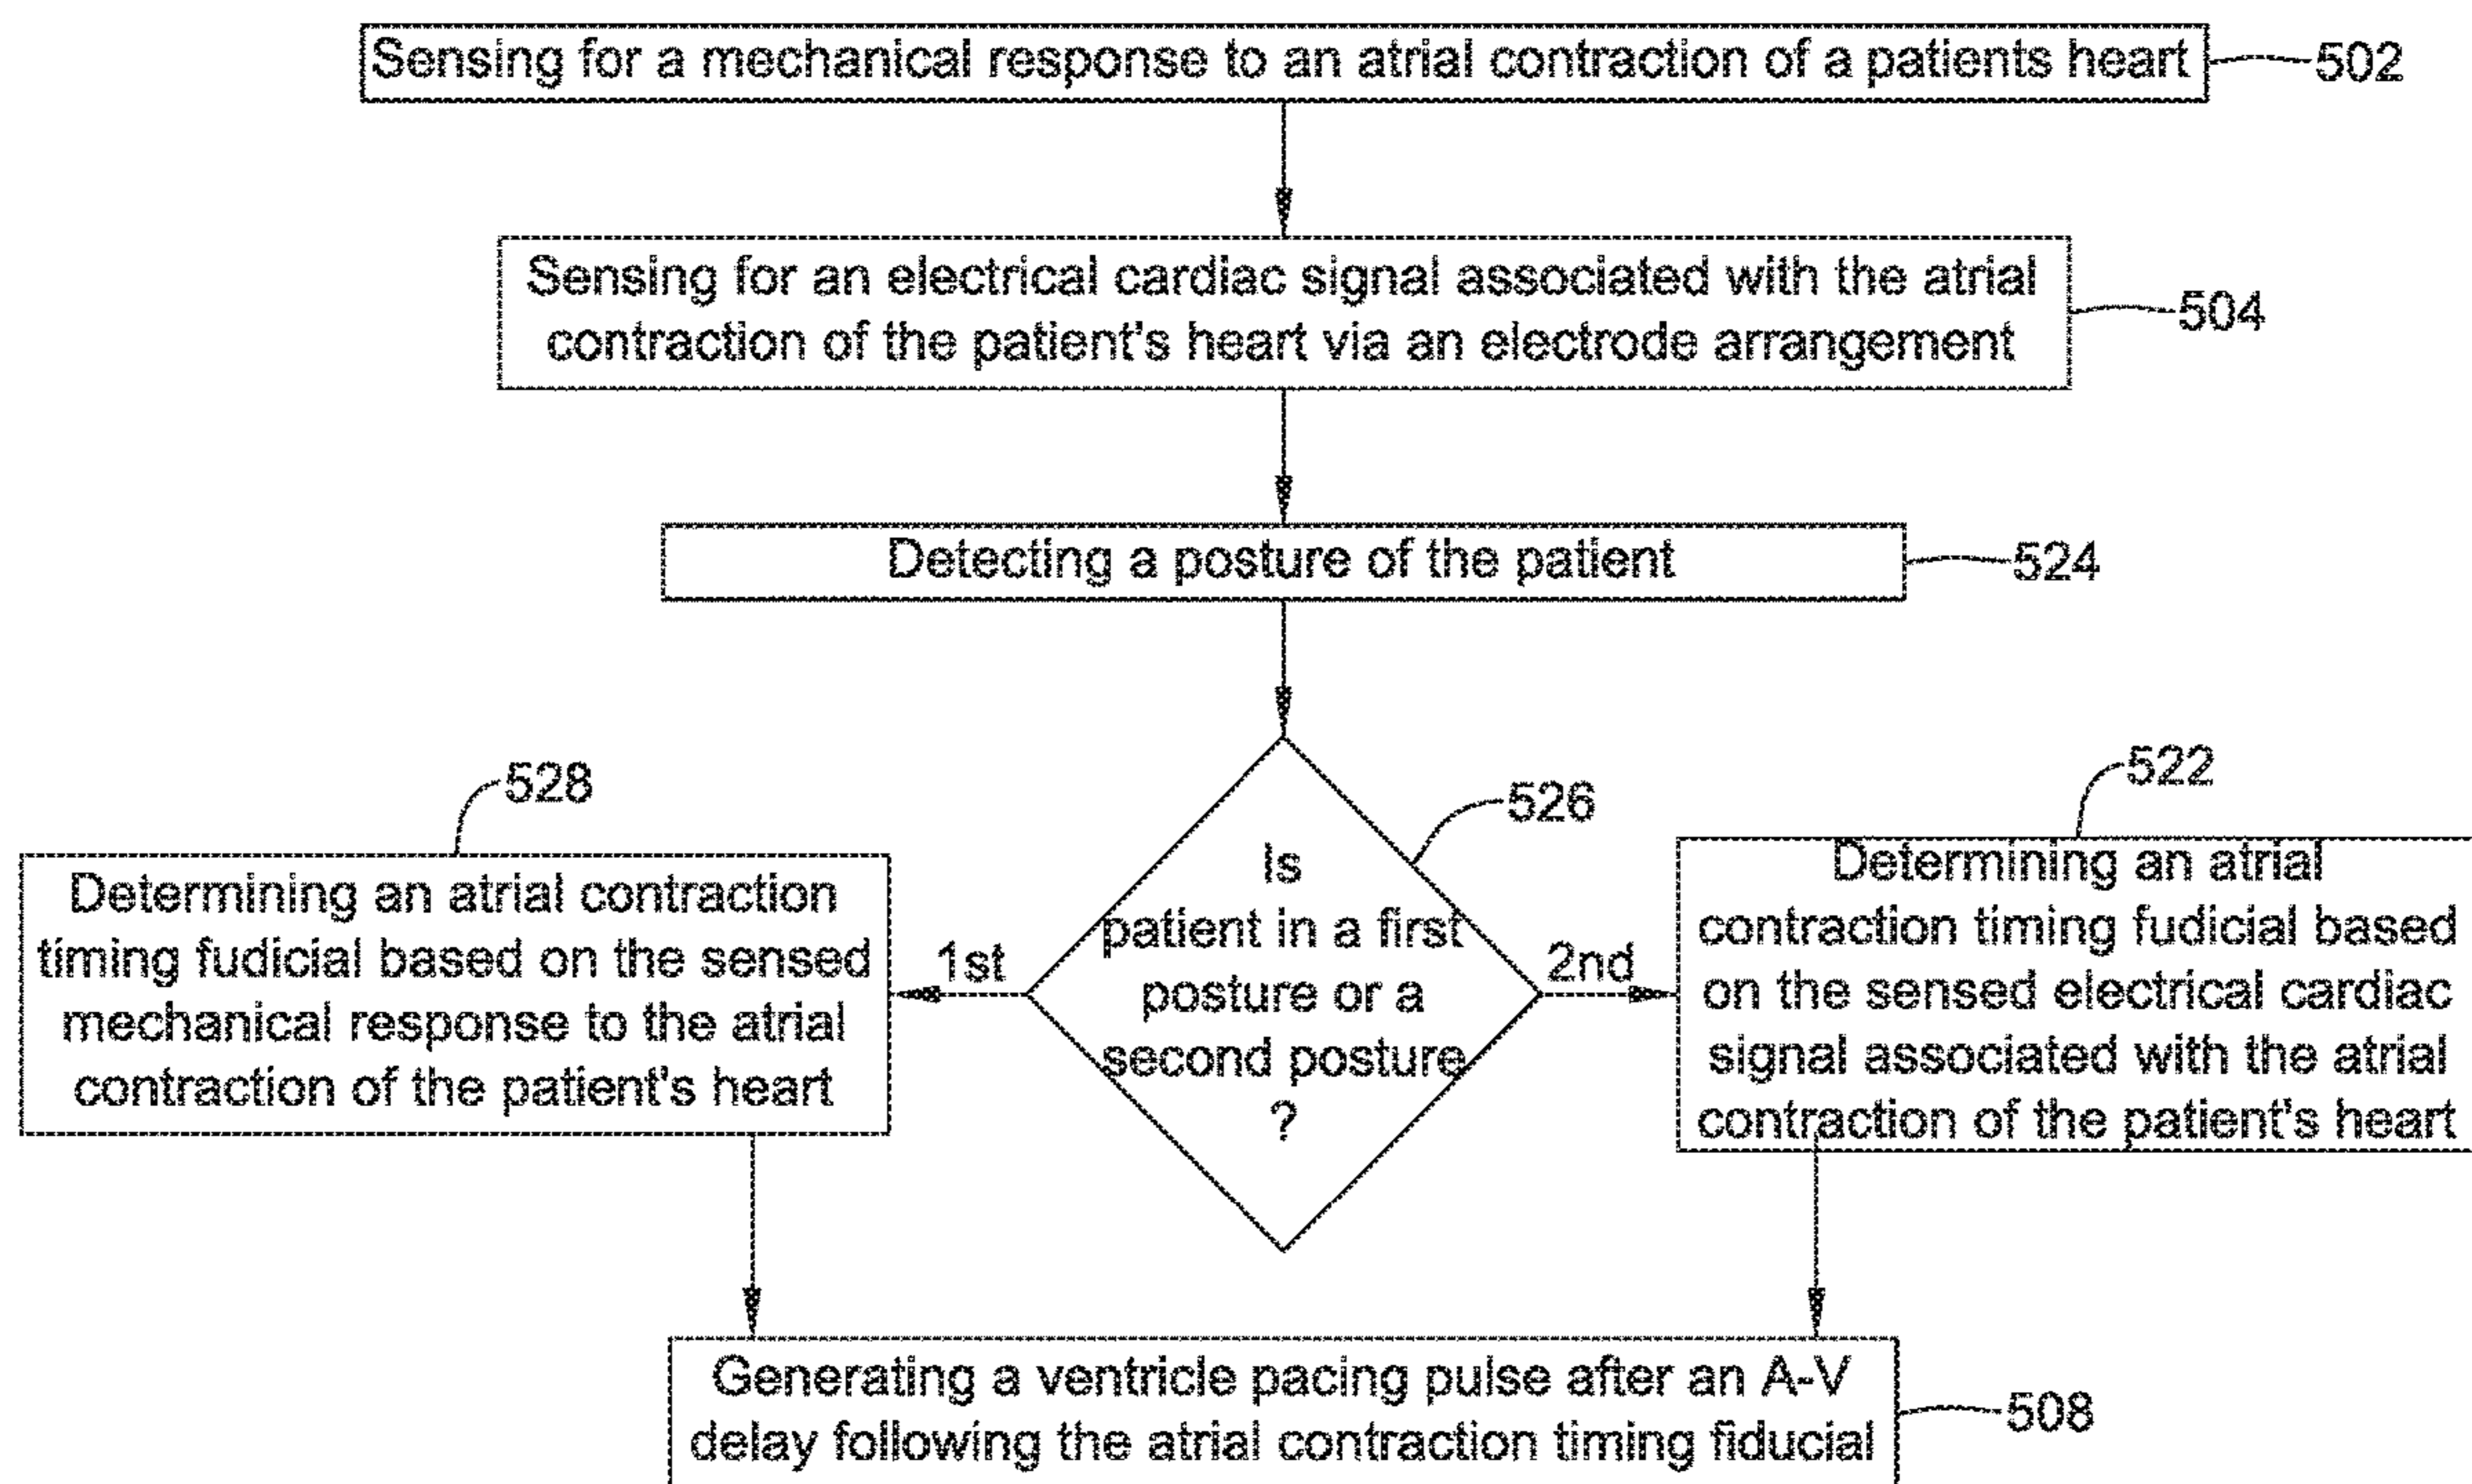 Sensing for a mechanical response to an atrial contraction of a patients heart
502
Sensing for an electrical cardiac signal associated with the atrial
contraction of the patient's heart via an electrode arrangement
504
Detecting a posture of the patient
524
528
Determining an atrial contraction
timing fudicial based on the sensed
mechanical response to the atrial
contraction of the patient's heart
1st
526
Is
patient in a first
posture or a
second posture
?
2nd
522
Determining an atrial
contraction timing fudicial based
on the sensed electrical cardiac
signal associated with the atrial
contraction of the patient's heart
Generating a ventricle pacing pulse after an A-V
delay following the atrial contraction timing fiducial
508